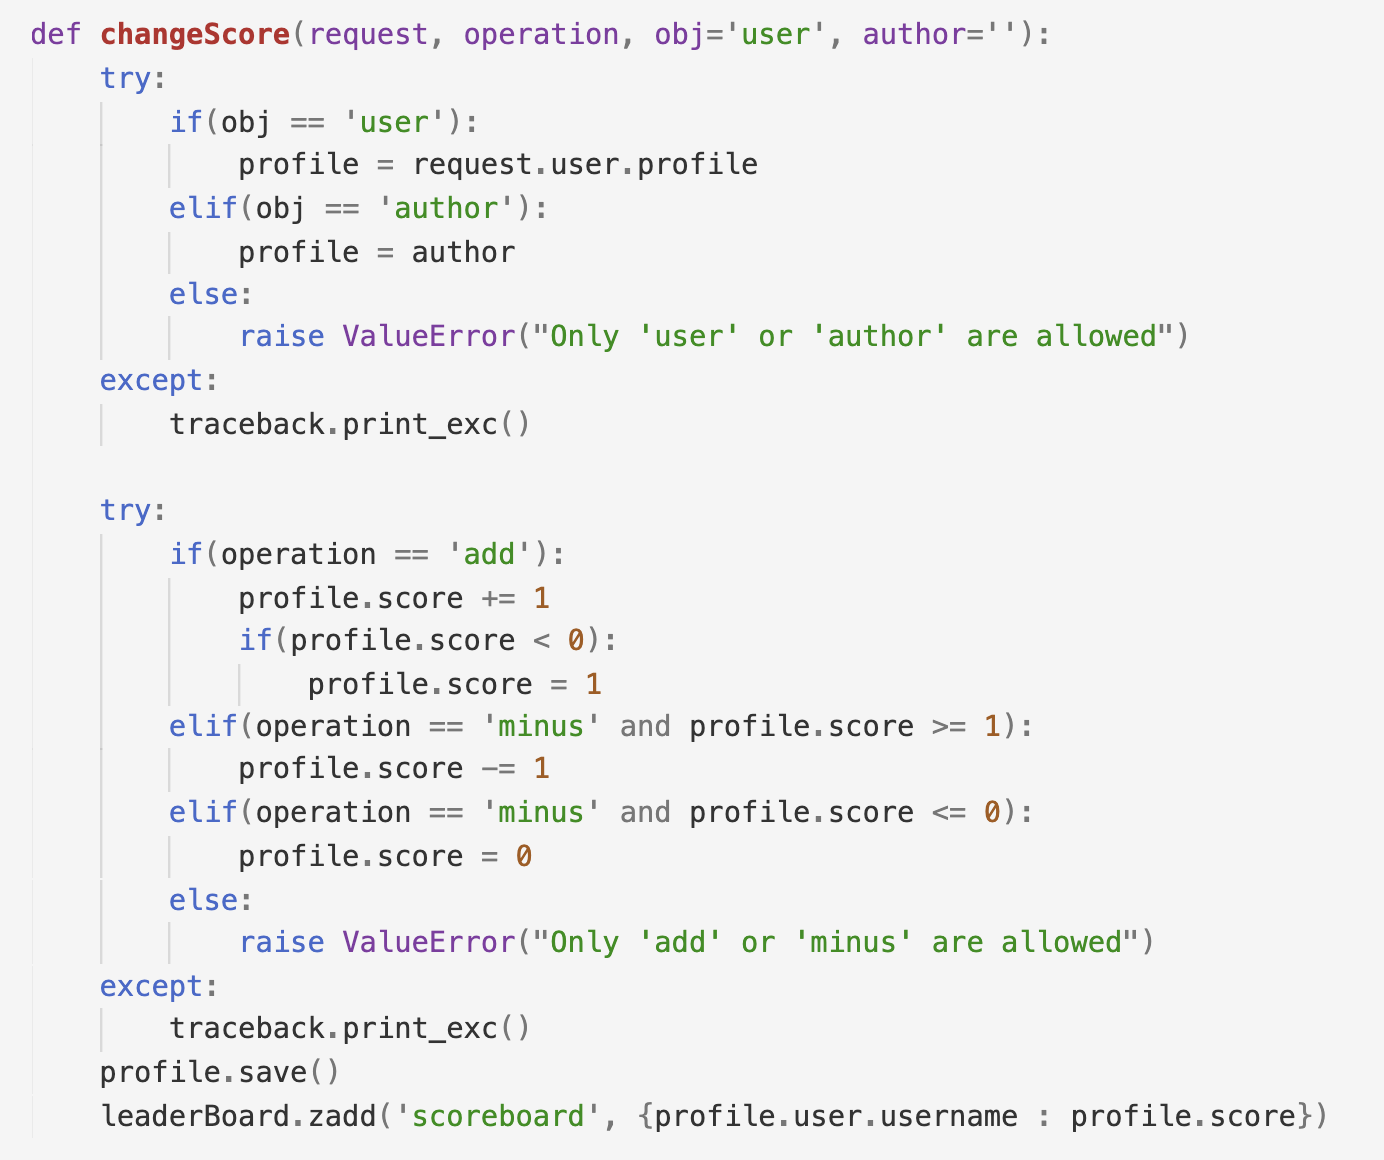 def changeScore(request, operation, obj='user', author=''):
    try:
        if(obj == 'user'):
            profile = request.user.profile
        elif(obj == 'author'):
            profile = author
        else:
            raise ValueError("Only 'user' or 'author' are allowed")
    except:
        traceback.print_exc()

    try:
        if(operation == 'add'):
            profile.score += 1
            if(profile.score < 0):
                profile.score = 1
        elif(operation == 'minus' and profile.score >= 1):
            profile.score -= 1
        elif(operation == 'minus' and profile.score <= 0):
            profile.score = 0
        else:
            raise ValueError("Only 'add' or 'minus' are allowed")
    except:
        traceback.print_exc()
    profile.save()
    leaderBoard.zadd('scoreboard', {profile.user.username : profile.score})